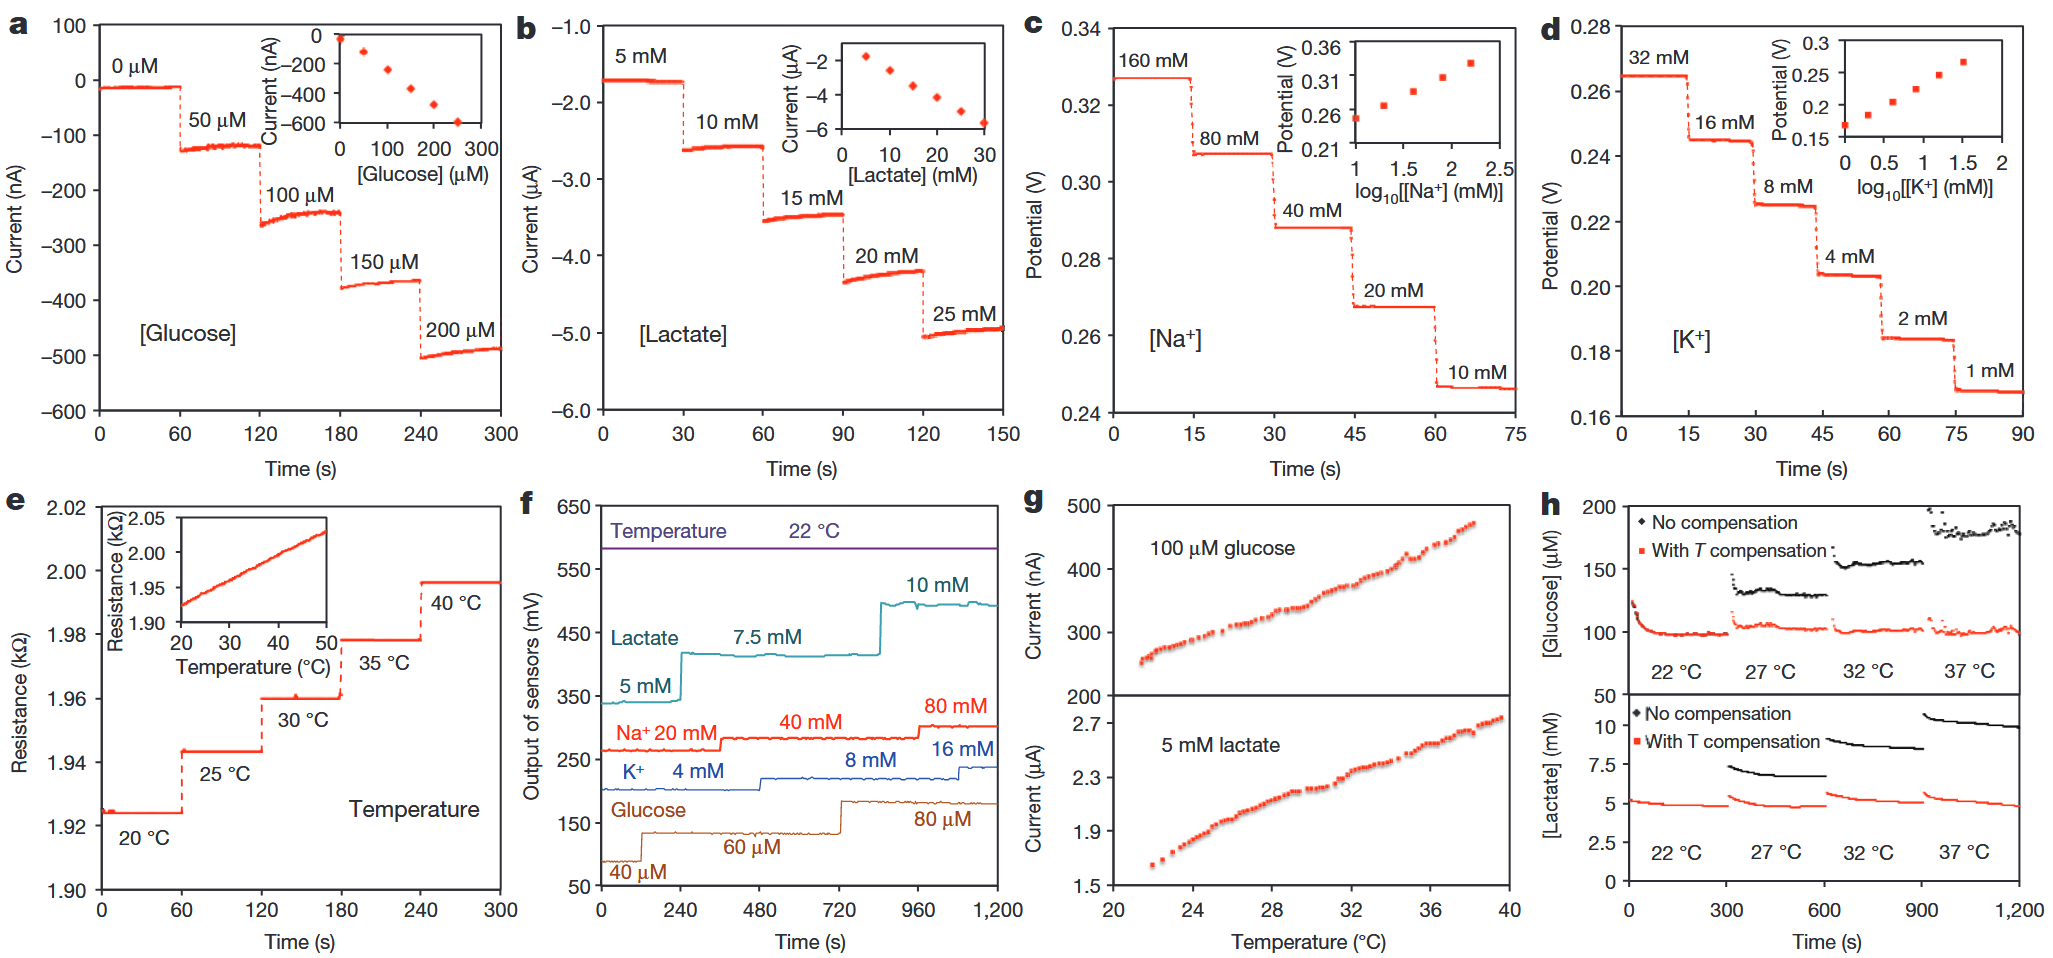 a
100
0
–100
–200
–300
–400
–500
–600
Current (nA)
0 μM
50 μM
100 μM
150 μM
200 μM
[Glucose]
0
60
120
180
240
300
Time (s)
0
–200
–400
–600
Current (nA)
0
100
200
300
[Glucose] (μM)
b
–1.0
–2.0
–3.0
–4.0
–5.0
–6.0
Current (μA)
5 mM
10 mM
15 mM
20 mM
25 mM
[Lactate]
0
30
60
90
120
150
Time (s)
–2
–4
–6
Current (μA)
0
10
20
30
[Lactate] (mM)
c
0.34
0.32
0.30
0.28
0.26
0.24
Potential (V)
160 mM
80 mM
40 mM
20 mM
10 mM
[Na⁺]
0
15
30
45
60
75
Time (s)
0.36
0.31
0.26
0.21
Potential (V)
1
1.5
2
2.5
log₁₀[[Na⁺] (mM)]
d
0.28
0.26
0.24
0.22
0.20
0.18
0.16
Potential (V)
32 mM
16 mM
8 mM
4 mM
2 mM
1 mM
[K⁺]
0
15
30
45
60
75
90
Time (s)
0.3
0.25
0.2
0.15
Potential (V)
0
0.5
1
1.5
2
log₁₀[[K⁺] (mM)]
e
2.02
2.00
1.98
1.96
1.94
1.92
1.90
Resistance (kΩ)
20 °C
25 °C
30 °C
35 °C
40 °C
Temperature
0
60
120
180
240
300
Time (s)
2.05
2.00
1.95
1.90
Resistance (kΩ)
20
30
40
50
Temperature (°C)
f
650
550
450
350
250
150
50
Output of sensors (mV)
Temperature 22 °C
Lactate
5 mM
7.5 mM
10 mM
Na⁺ 20 mM
40 mM
80 mM
K⁺ 4 mM
8 mM
16 mM
Glucose
40 μM
60 μM
80 μM
0
240
480
720
960
1,200
Time (s)
g
500
400
300
200
Current (nA)
100 μM glucose
2.7
2.3
1.9
1.5
Current (μA)
5 mM lactate
20
24
28
32
36
40
Temperature (°C)
h
200
150
100
50
[Glucose] (μM)
No compensation
With T compensation
22 °C
27 °C
32 °C
37 °C
10
7.5
5
2.5
0
[Lactate] (mM)
No compensation
With T compensation
22 °C
27 °C
32 °C
37 °C
0
300
600
900
1,200
Time (s)